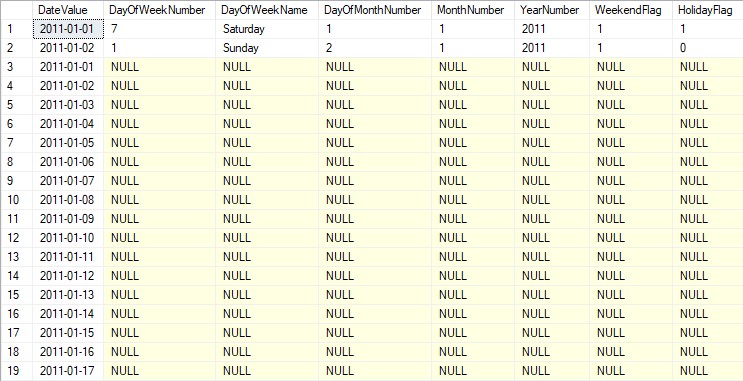 DateValue DayOfWeekNumber DayOfWeekName DayOfMonthNumber MonthNumber YearNumber WeekendFlag HolidayFlag
1 2011-01-01 7 Saturday 1 1 2011 1 1
2 2011-01-02 1 Sunday 2 1 2011 1 0
3 2011-01-01 NULL NULL NULL NULL NULL NULL NULL
4 2011-01-02 NULL NULL NULL NULL NULL NULL NULL
5 2011-01-03 NULL NULL NULL NULL NULL NULL NULL
6 2011-01-04 NULL NULL NULL NULL NULL NULL NULL
7 2011-01-05 NULL NULL NULL NULL NULL NULL NULL
8 2011-01-06 NULL NULL NULL NULL NULL NULL NULL
9 2011-01-07 NULL NULL NULL NULL NULL NULL NULL
10 2011-01-08 NULL NULL NULL NULL NULL NULL NULL
11 2011-01-09 NULL NULL NULL NULL NULL NULL NULL
12 2011-01-10 NULL NULL NULL NULL NULL NULL NULL
13 2011-01-11 NULL NULL NULL NULL NULL NULL NULL
14 2011-01-12 NULL NULL NULL NULL NULL NULL NULL
15 2011-01-13 NULL NULL NULL NULL NULL NULL NULL
16 2011-01-14 NULL NULL NULL NULL NULL NULL NULL
17 2011-01-15 NULL NULL NULL NULL NULL NULL NULL
18 2011-01-16 NULL NULL NULL NULL NULL NULL NULL
19 2011-01-17 NULL NULL NULL NULL NULL NULL NULL